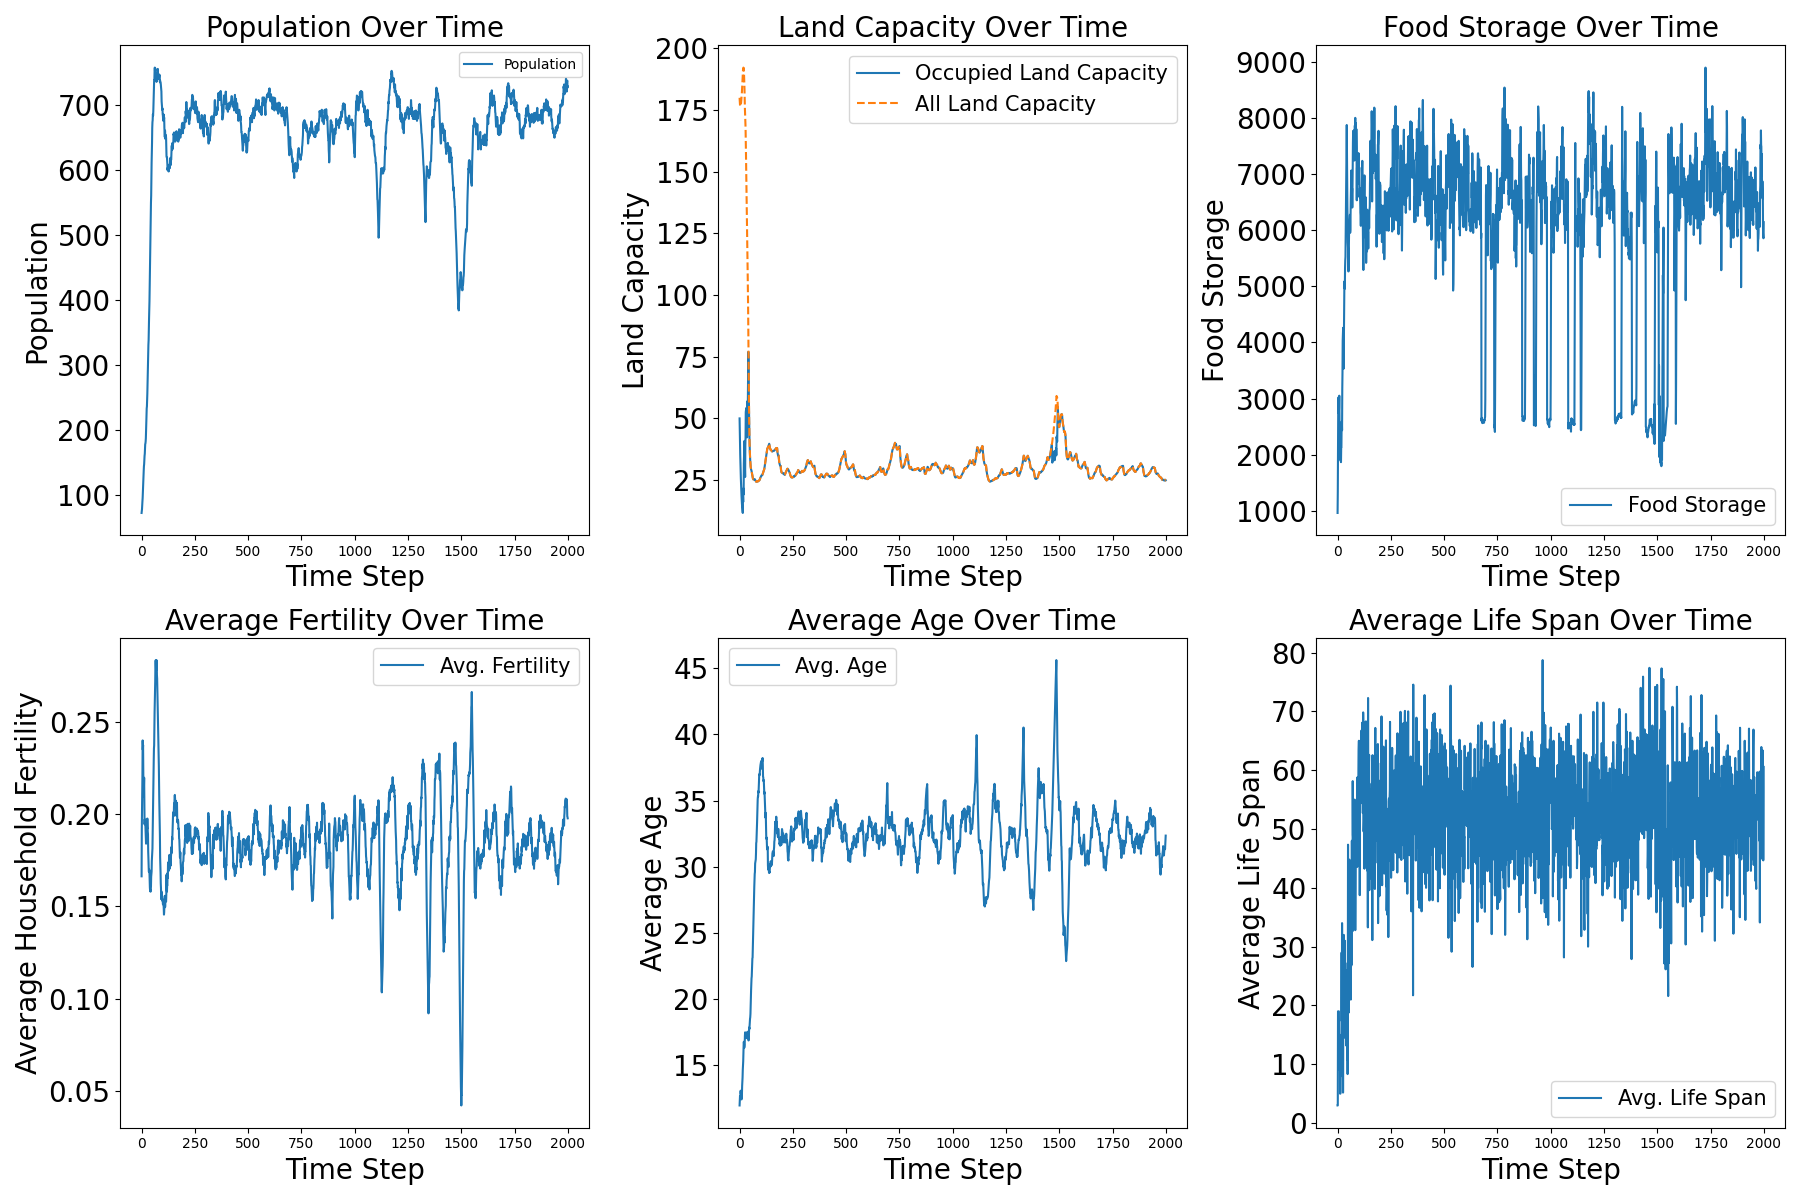 Population Over Time
Population
700
600
500
400
300
200
100
0 250 500 750 1000 1250 1500 1750 2000
Time Step
Population
Land Capacity Over Time
Occupied Land Capacity
All Land Capacity
200
175
150
125
100
75
50
25
0 250 500 750 1000 1250 1500 1750 2000
Time Step
Land Capacity
Food Storage Over Time
9000
8000
7000
6000
5000
4000
3000
2000
1000
Food Storage
0 250 500 750 1000 1250 1500 1750 2000
Time Step
Food Storage
Average Fertility Over Time
Avg. Fertility
0.25
0.20
0.15
0.10
0.05
0 250 500 750 1000 1250 1500 1750 2000
Time Step
Average Household Fertility
Average Age Over Time
Avg. Age
45
40
35
30
25
20
15
0 250 500 750 1000 1250 1500 1750 2000
Time Step
Average Age
Average Life Span Over Time
80
70
60
50
40
30
20
10
0
Avg. Life Span
0 250 500 750 1000 1250 1500 1750 2000
Time Step
Average Life Span